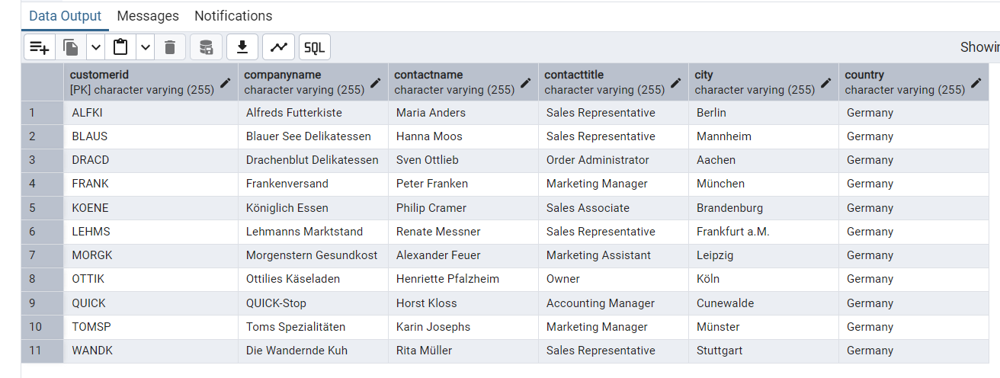 Data Output Messages Notifications
SQL Showin
customerid companyname contactname contacttitle city country
[PK] character varying (255) character varying (255) character varying (255) character varying (255) character varying (255) character varying (255)
1 ALFKI Alfreds Futterkiste Maria Anders Sales Representative Berlin Germany
2 BLAUS Blauer See Delikatessen Hanna Moos Sales Representative Mannheim Germany
3 DRACD Drachenblut Delikatessen Sven Ottlieb Order Administrator Aachen Germany
4 FRANK Frankenversand Peter Franken Marketing Manager München Germany
5 KOENE Königlich Essen Philip Cramer Sales Associate Brandenburg Germany
6 LEHMS Lehmanns Marktstand Renate Messner Sales Representative Frankfurt a.M. Germany
7 MORGK Morgenstern Gesundkost Alexander Feuer Marketing Assistant Leipzig Germany
8 OTTIK Ottilies Käseladen Henriette Pfalzheim Owner Köln Germany
9 QUICK QUICK-Stop Horst Kloss Accounting Manager Cunewalde Germany
10 TOMSP Toms Spezialitäten Karin Josephs Marketing Manager Münster Germany
11 WANDK Die Wandernde Kuh Rita Müller Sales Representative Stuttgart Germany